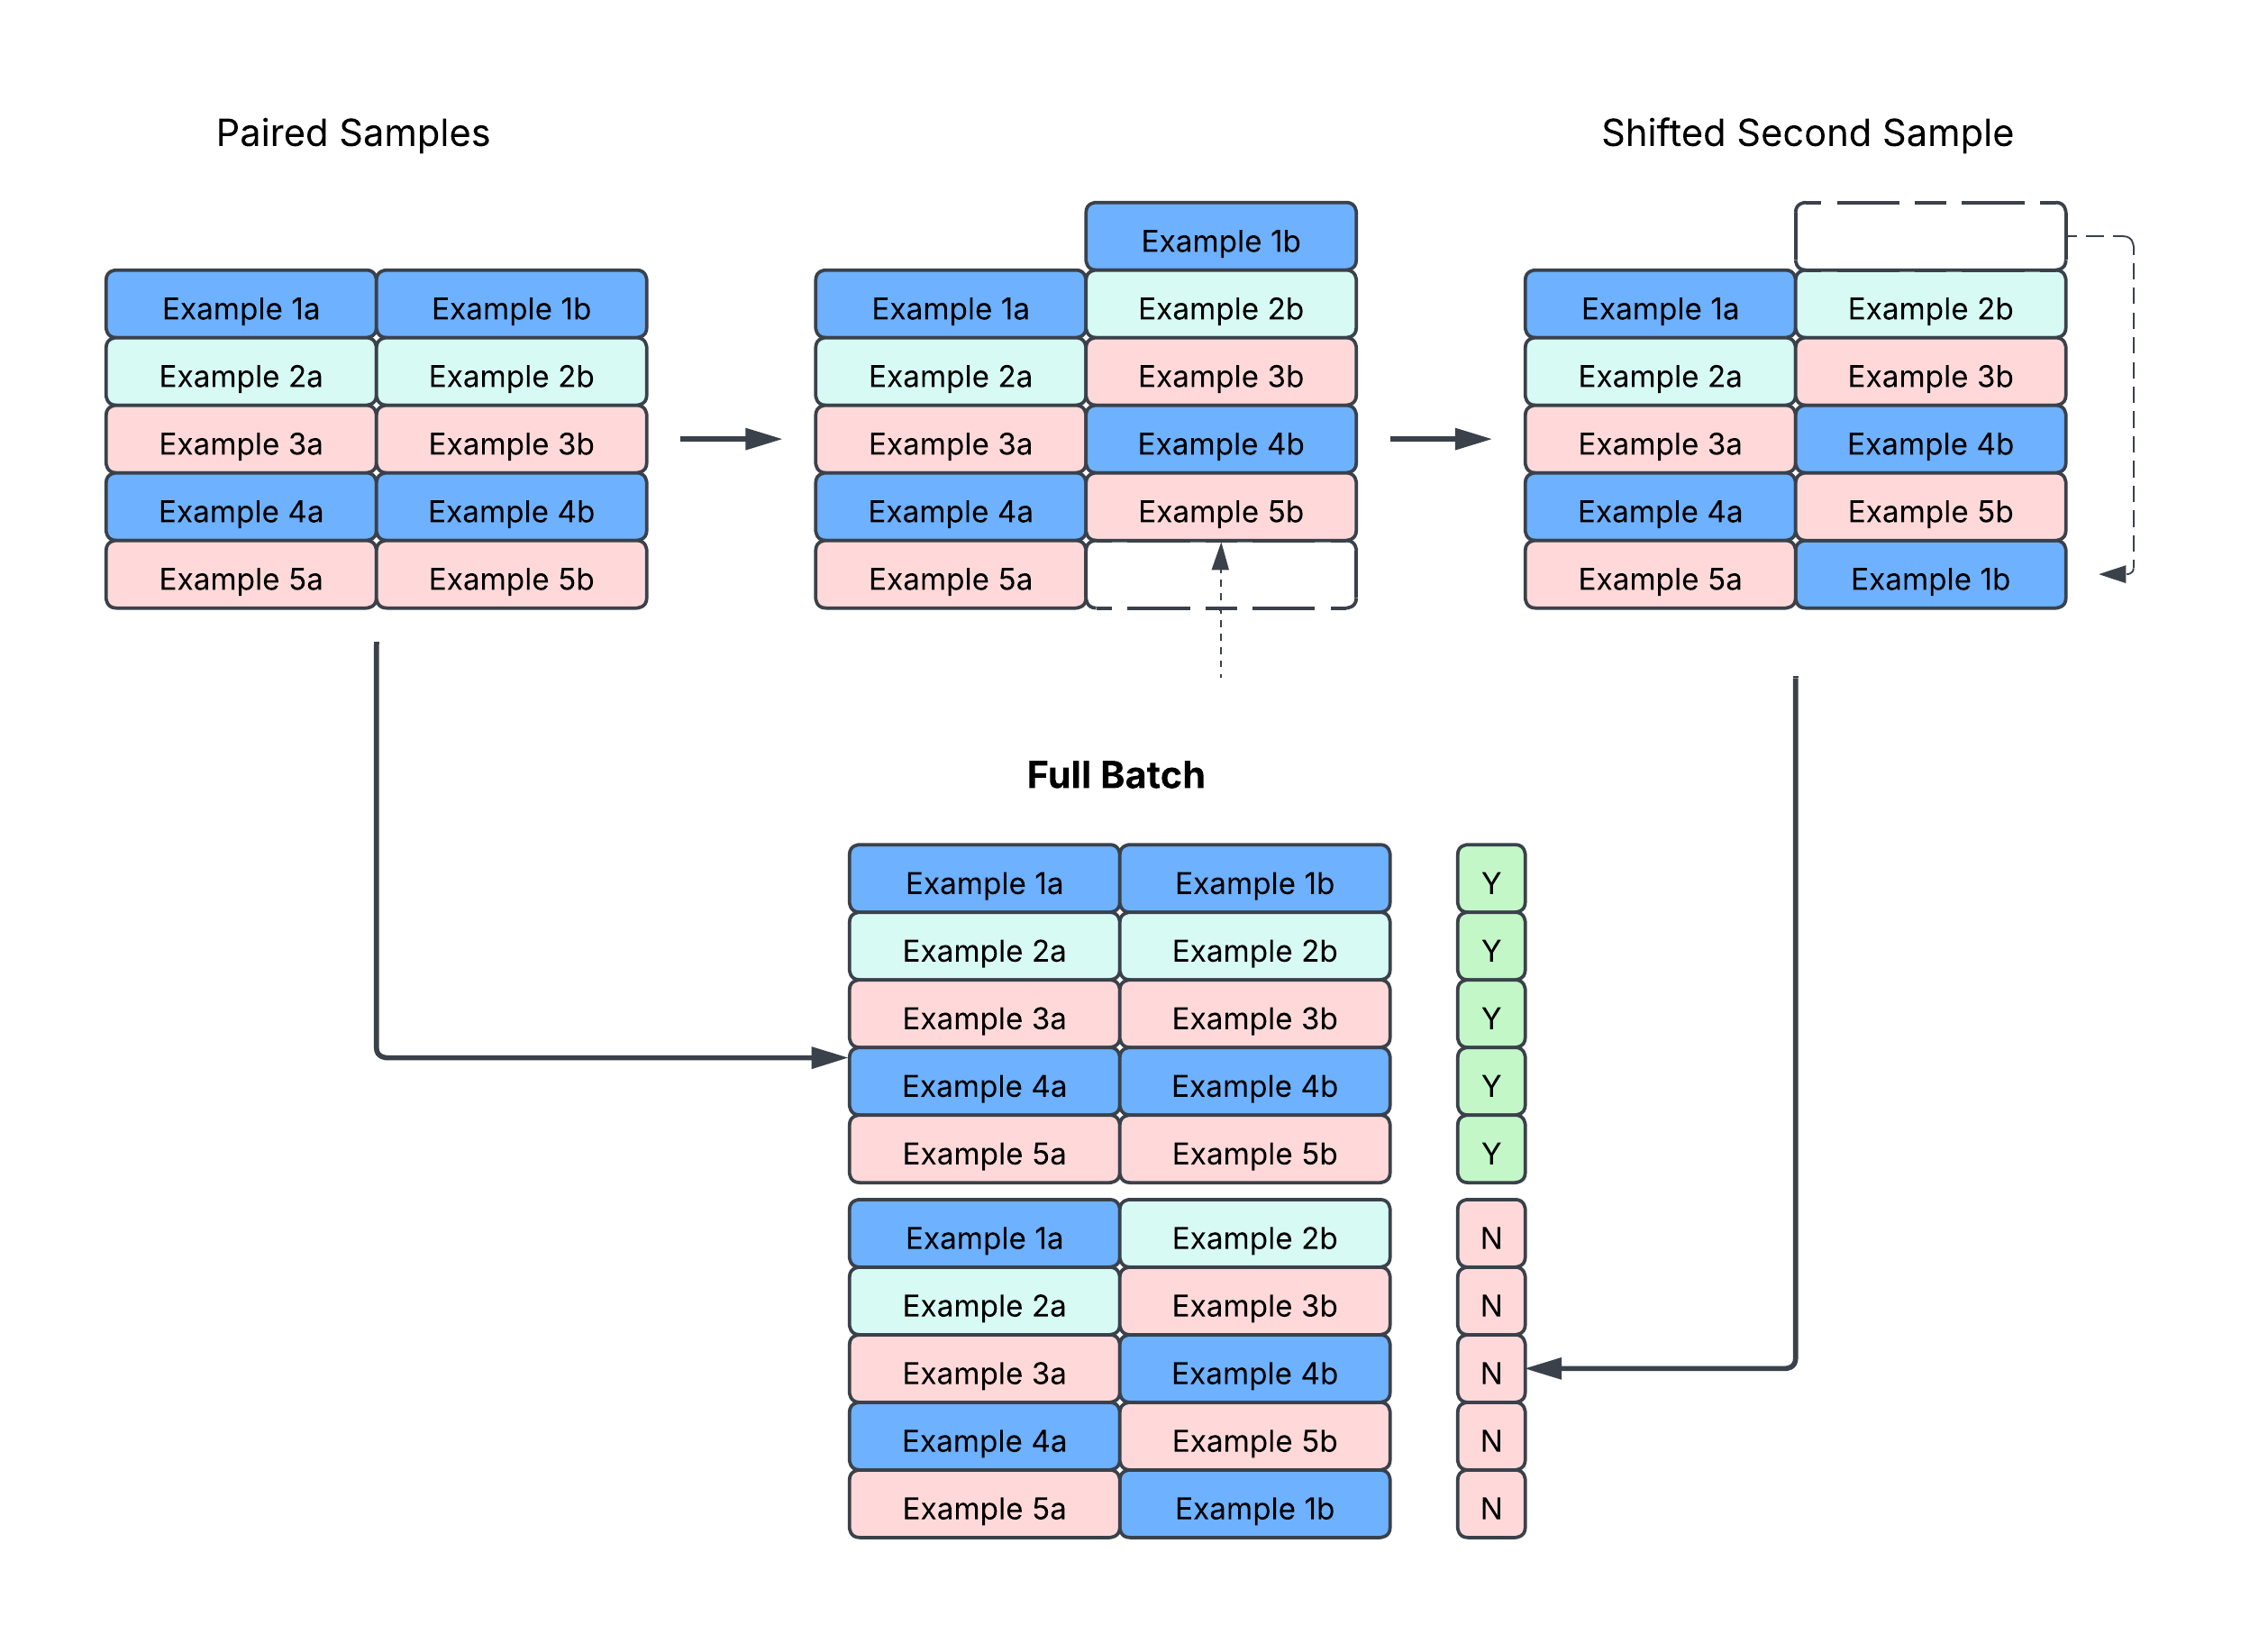 Paired Samples
Example 1a Example 1b
Example 2a Example 2b
Example 3a Example 3b
Example 4a Example 4b
Example 5a Example 5b
Example 1b
Example 1a Example 2b
Example 2a Example 3b
Example 3a Example 4b
Example 4a Example 5b
Example 5a
Shifted Second Sample
Example 1a Example 2b
Example 2a Example 3b
Example 3a Example 4b
Example 4a Example 5b
Example 5a Example 1b
Full Batch
Example 1a Example 1b Y
Example 2a Example 2b Y
Example 3a Example 3b Y
Example 4a Example 4b Y
Example 5a Example 5b Y
Example 1a Example 2b N
Example 2a Example 3b N
Example 3a Example 4b N
Example 4a Example 5b N
Example 5a Example 1b N